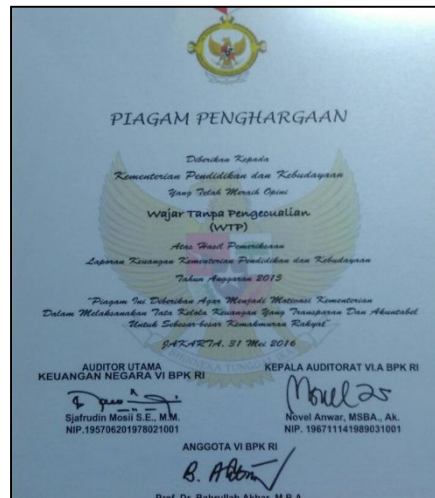 PIAGAM PENGHARGAAN
Diberikan Kepada
Kementerian Pendidikan dan Kebudayaan
Yang Telah Meraih Opini
Wajar Tanpa Pengecualian
(WTP)
Atas Hasil Pemeriksaan
Laporan Keuangan Kementerian Pendidikan dan Kebudayaan
Tahun Anggaran 2015
"Piagam Ini Diberikan Agar Menjadi Motivasi Kementerian
Dalam Melaksanakan Tata Kelola Keuangan Yang Transparan Dan Akuntabel
Untuk Sebesar-besar Kemakmuran Rakyat"
JAKARTA, 31 Mei 2016
AUDITOR UTAMA
KEUANGAN NEGARA VI BPK RI
Sjafrudin Mosii S.E., M.M.
NIP.195706201978021001
KEPALA AUDITORAT VI.A BPK RI
Novel Anwar, MSBA., Ak.
NIP. 196711141989031001
ANGGOTA VI BPK RI
Prof. Dr. Bahrullah Akbar, M.B.A